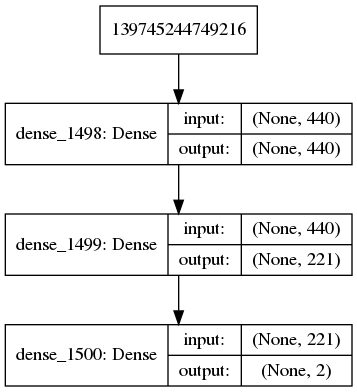 139745244749216
dense_1498: Dense
input: (None, 440)
output: (None, 440)
dense_1499: Dense
input: (None, 440)
output: (None, 221)
dense_1500: Dense
input: (None, 221)
output: (None, 2)